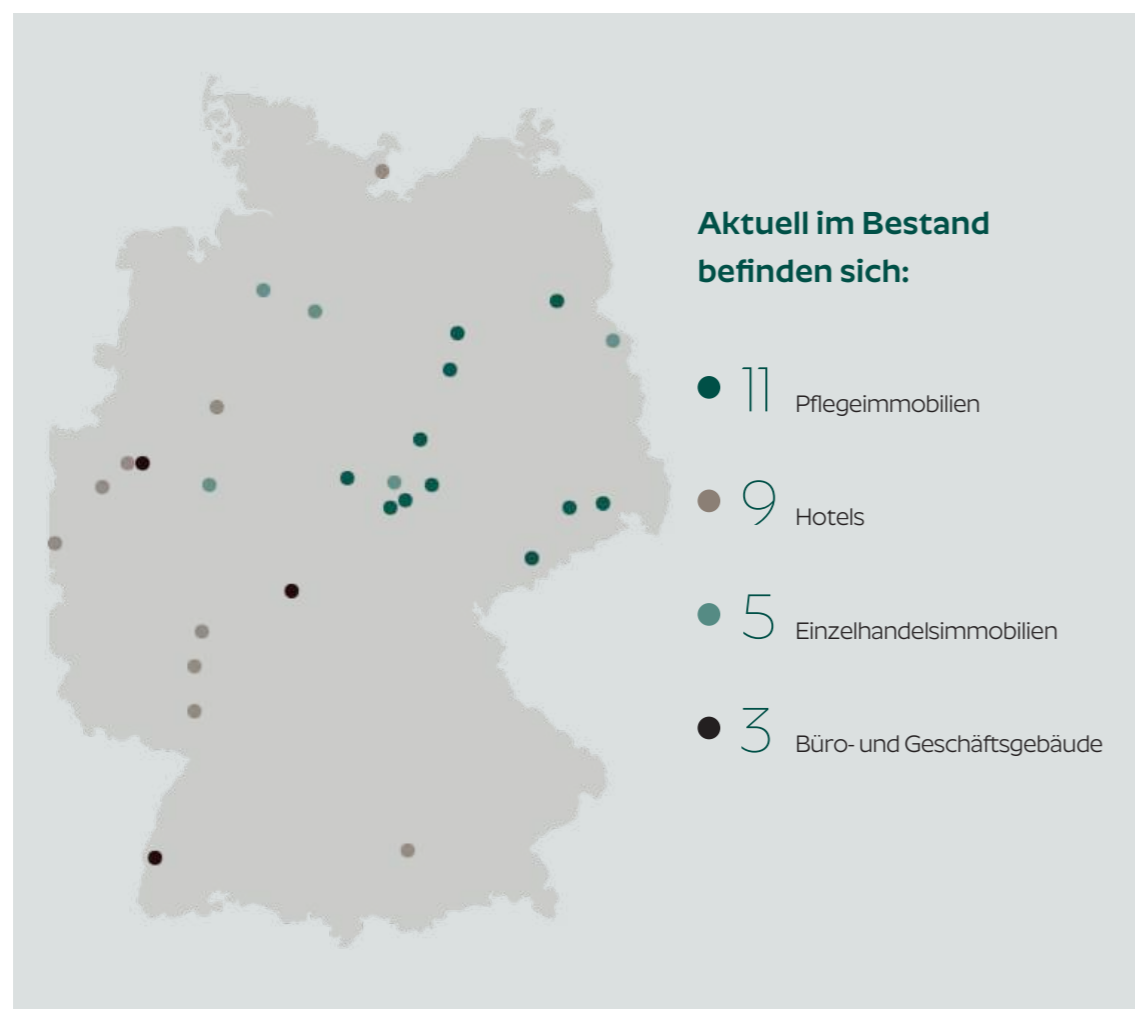 Aktuell im Bestand
befinden sich:
11 Pflegeimmobilien
9 Hotels
5 Einzelhandelsimmobilien
3 Büro- und Geschäftsgebäude